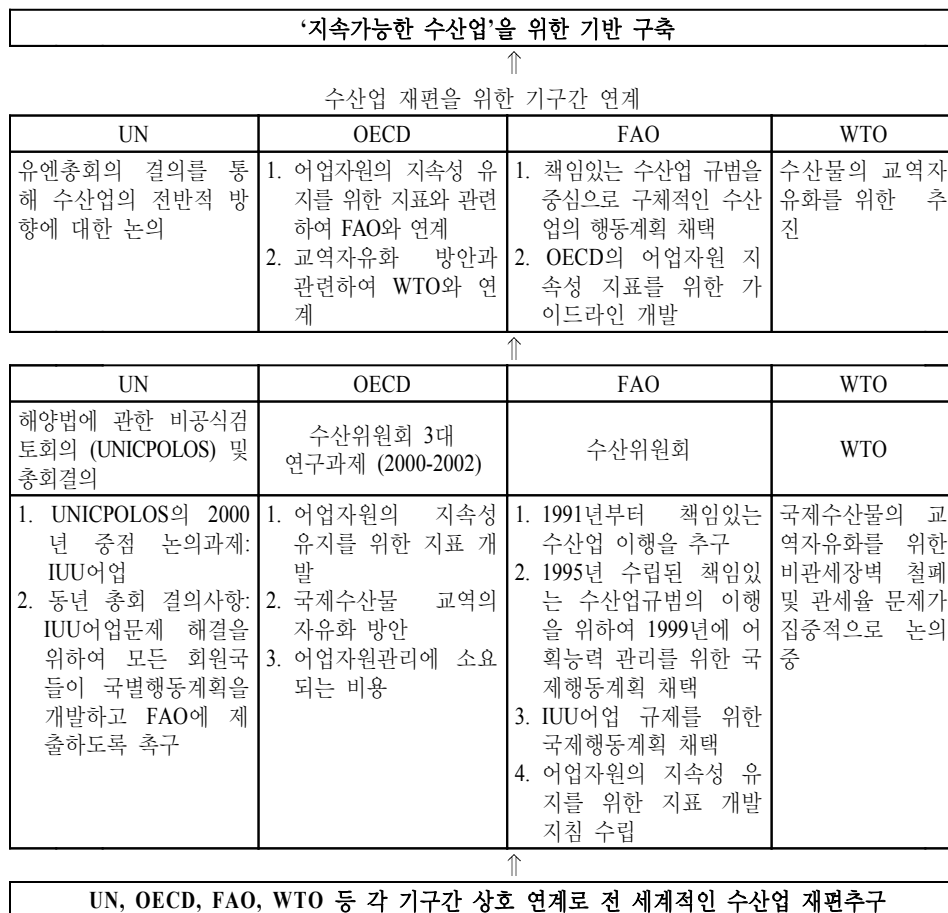 ‘지속가능한 수산업’을 위한 기반 구축
⇑
수산업 재편을 위한 기구간 연계
UN
OECD
FAO
WTO
유엔총회의 결의를 통
해 수산업의 전반적 방
향에 대한 논의
1. 어업자원의 지속성 유
지를 위한 지표와 관련
하여 FAO와 연계
2. 교역자유화 방안과
관련하여 WTO와 연
계
1. 책임있는 수산업 규범을
중심으로 구체적인 수산
업의 행동계획 채택
2. OECD의 어업자원 지
속성 지표를 위한 가
이드라인 개발
수산물의 교역자
유화를 위한 추
진
⇑
UN
OECD
FAO
WTO
해양법에 관한 비공식검
토회의 (UNICPOLOS) 및
총회결의
수산위원회 3대
연구과제 (2000-2002)
수산위원회
WTO
1. UNICPOLOS의 2000
년 중점 논의과제:
IUU어업
2. 동년 총회 결의사항:
IUU어업문제 해결을
위하여 모든 회원국
들이 국별행동계획을
개발하고 FAO에 제
출하도록 촉구
1. 어업자원의 지속성
유지를 위한 지표 개
발
2. 국제수산물 교역의
자유화 방안
3. 어업자원관리에 소요
되는 비용
1. 1991년부터 책임있는
수산업 이행을 추구
2. 1995년 수립된 책임있
는 수산업규범의 이행
을 위하여 1999년에 어
획능력 관리를 위한 국
제행동계획 채택
3. IUU어업 규제를 위한
국제행동계획 채택
4. 어업자원의 지속성 유
지를 위한 지표 개발
지침 수립
국제수산물의 교
역자유화를 위한
비관세장벽 철폐
및 관세율 문제가
집중적으로 논의
중
⇑
UN, OECD, FAO, WTO 등 각 기구간 상호 연계로 전 세계적인 수산업 재편추구